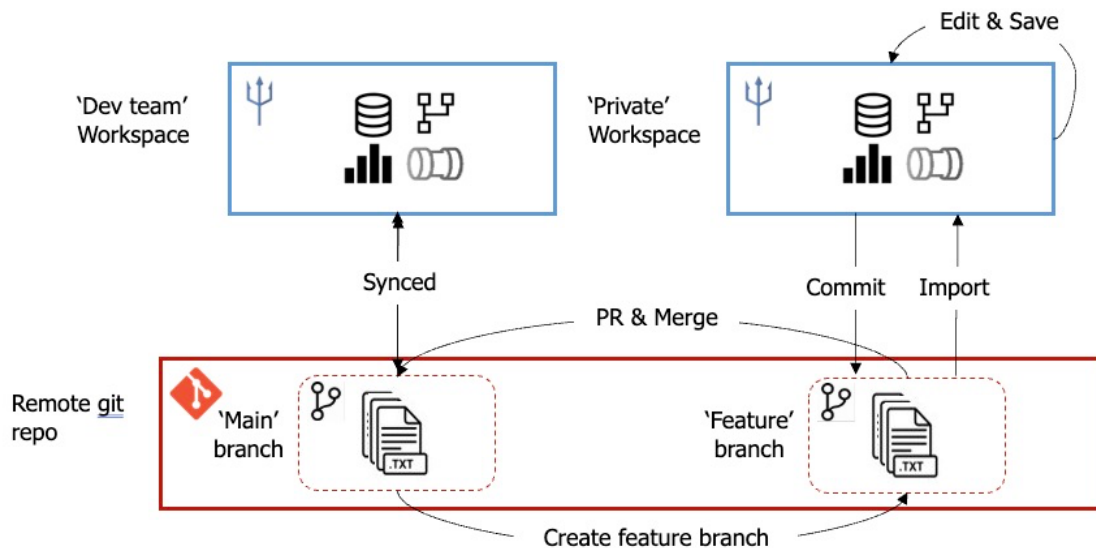 Edit & Save
‘Dev team’
Workspace
‘Private’
Workspace
Synced
Commit
Import
PR & Merge
Remote git
repo
‘Main’
branch
.TXT
‘Feature’
branch
.TXT
Create feature branch